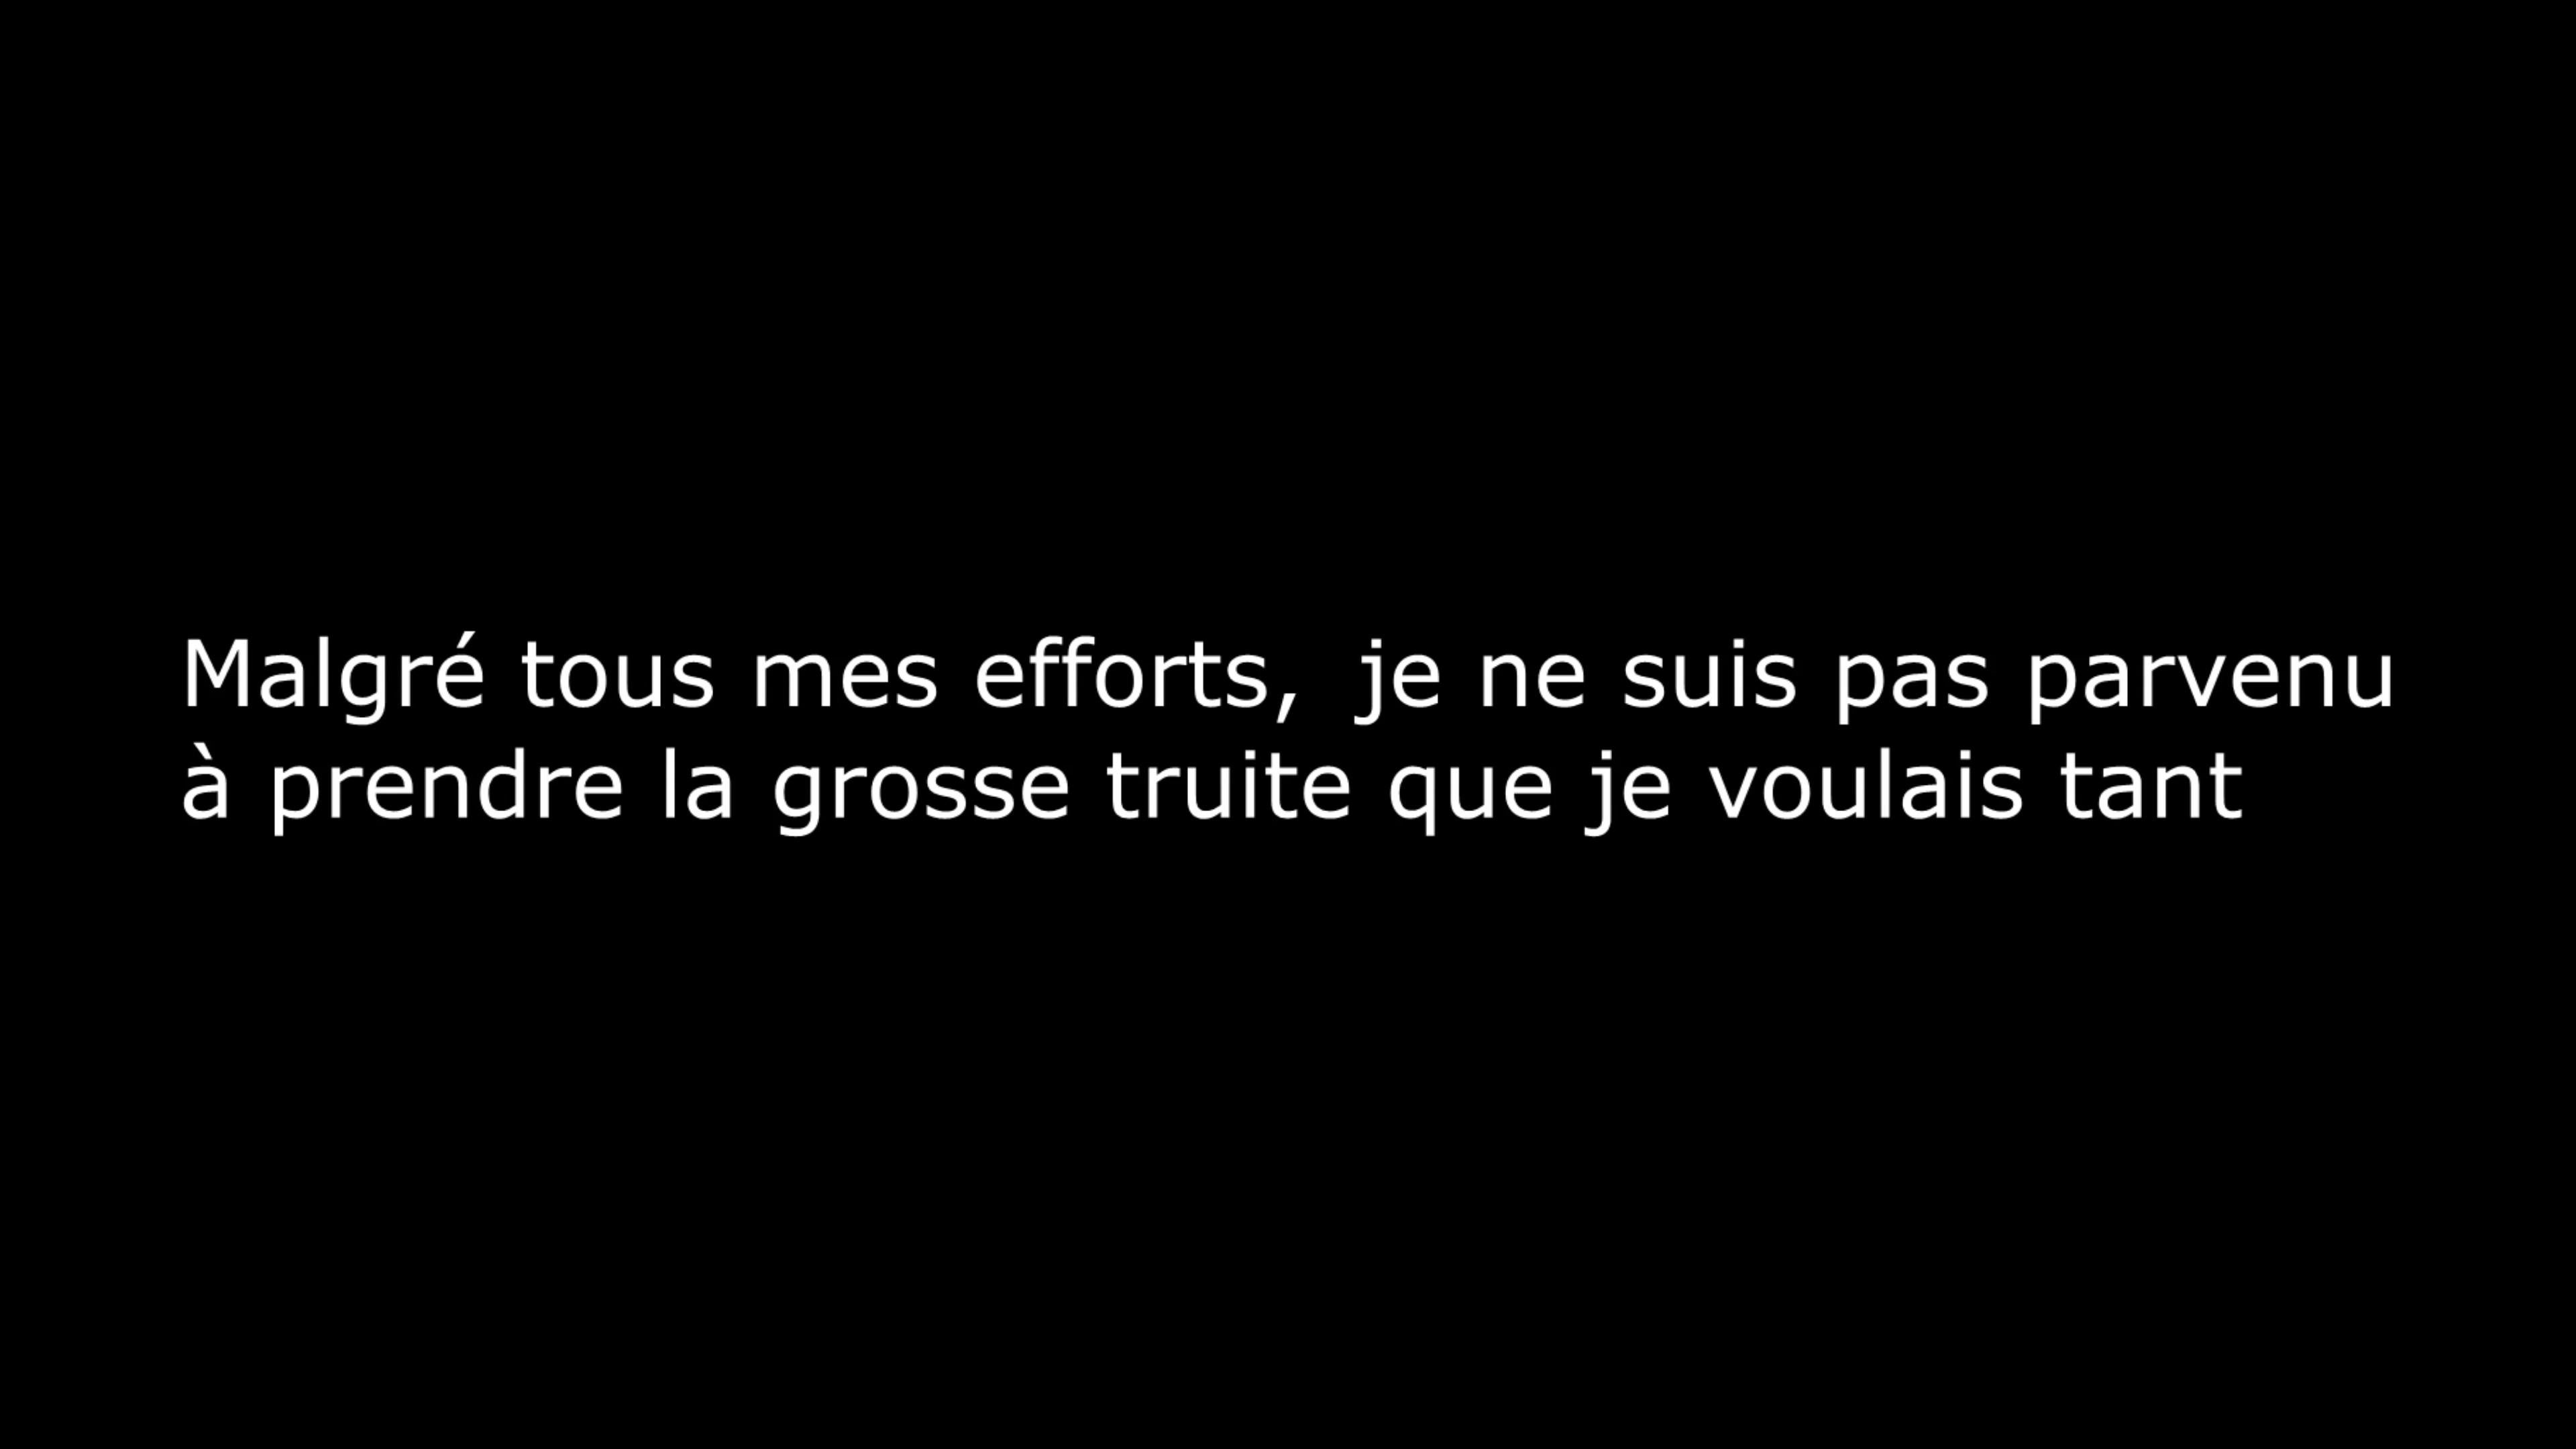 Malgré tous mes efforts, je ne suis pas parvenu
à prendre la grosse truite que je voulais tant